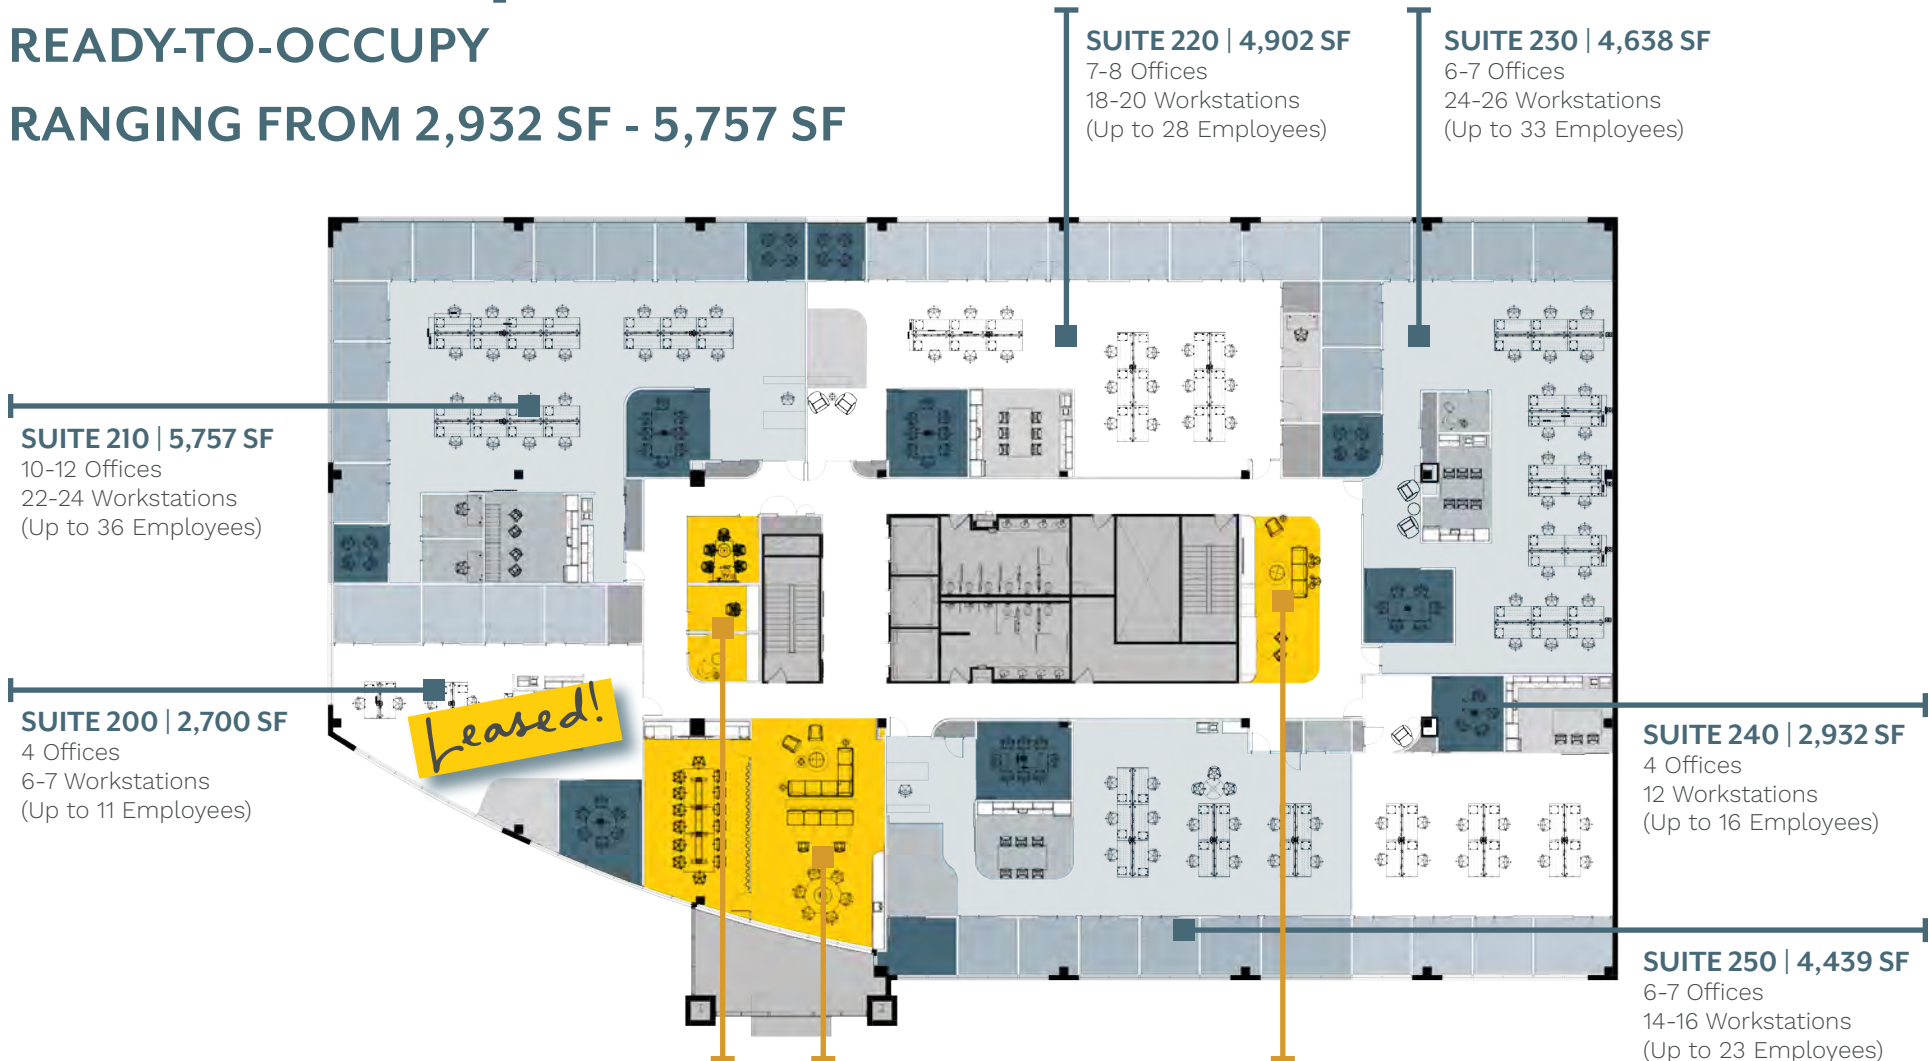 READY-TO-OCCUPY
RANGING FROM 2,932 SF - 5,757 SF
SUITE 220 | 4,902 SF
7-8 Offices
18-20 Workstations
(Up to 28 Employees)
SUITE 230 | 4,638 SF
6-7 Offices
24-26 Workstations
(Up to 33 Employees)
SUITE 210 | 5,757 SF
10-12 Offices
22-24 Workstations
(Up to 36 Employees)
SUITE 200 | 2,700 SF
4 Offices
6-7 Workstations
(Up to 11 Employees)
Leased!
SUITE 240 | 2,932 SF
4 Offices
12 Workstations
(Up to 16 Employees)
SUITE 250 | 4,439 SF
6-7 Offices
14-16 Workstations
(Up to 23 Employees)